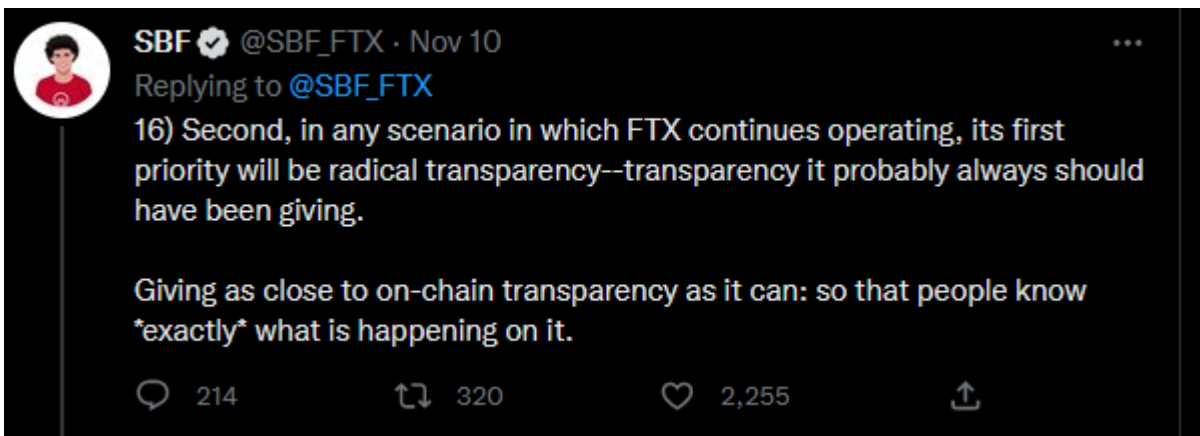 SBF @SBF_FTX · Nov 10
Replying to @SBF_FTX
16) Second, in any scenario in which FTX continues operating, its first
priority will be radical transparency--transparency it probably always should
have been giving.
Giving as close to on-chain transparency as it can: so that people know
*exactly* what is happening on it.
214 320 2,255